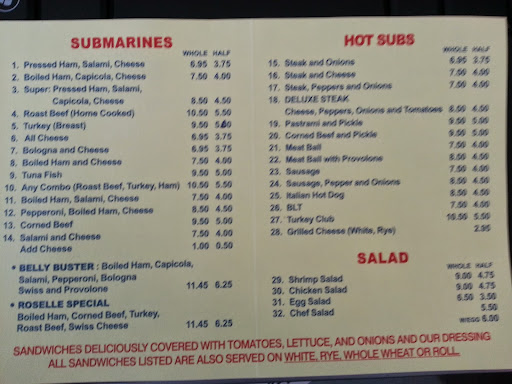 SUBMARINES
WHOLE HALF
1. Pressed Ham, Salami, Cheese 6.95 3.75
2. Boiled Ham, Capicola, Cheese 7.50 4.00
3. Super: Pressed Ham, Salami,
Capicola, Cheese 8.50 4.50
4. Roast Beef (Home Cooked) 10.50 5.50
5. Turkey (Breast) 9.50
6. All Cheese 6.95 3.75
7. Bologna and Cheese 6.95 3.75
8. Boiled Ham and Cheese 7.50 4.00
9. Tuna Fish 9.50 5.00
10. Any Combo (Roast Beef, Turkey, Ham) 10.50 5.50
11. Boiled Ham, Salami, Cheese 7.50 4.00
12. Pepperoni, Boiled Ham, Cheese 8.50 4.50
13. Corned Beef 9.50 5.00
14. Salami and Cheese 7.50 4.00
Add Cheese 1.00 0.50
• BELLY BUSTER : Boiled Ham, Capicola,
Salami, Pepperoni, Bologna
Swiss and Provolone 11.45 6.25
• ROSELLE SPECIAL
Boiled Ham, Corned Beef, Turkey,
Roast Beef, Swiss Cheese 11.45 6.25
HOT SUBS
WHOLE HALF
15. Steak and Onions 6.95 3.75
16. Steak and Cheese 7.50 4.00
17. Steak, Peppers and Onions 7.50 4.00
18. DELUXE STEAK
Cheese, Peppers, Onions and Tomatoes 8.50 4.50
19. Pastrami and Pickle 9.50 5.00
20. Corned Beef and Pickle 9.50 5.00
21. Meat Ball 7.50 4.00
22. Meat Ball with Provolone 8.50 4.50
23. Sausage 7.50 4.00
24. Sausage, Pepper and Onions 8.50 4.50
25. Italian Hot Dog 8.50 4.50
26. BLT 7.50 4.00
27. Turkey Club 10.50 5.50
28. Grilled Cheese (White, Rye) 2.95
SALAD
WHOLE HALF
29. Shrimp Salad 9.00 4.75
30. Chicken Salad 9.00 4.75
31. Egg Salad 6.50 3.50
32. Chef Salad 5.50
6.00
SANDWICHES DELICIOUSLY COVERED WITH TOMATOES, LETTUCE, AND ONIONS AND OUR DRESSING
ALL SANDWICHES LISTED ARE ALSO SERVED ON WHITE, RYE, WHOLE WHEAT OR ROLL.